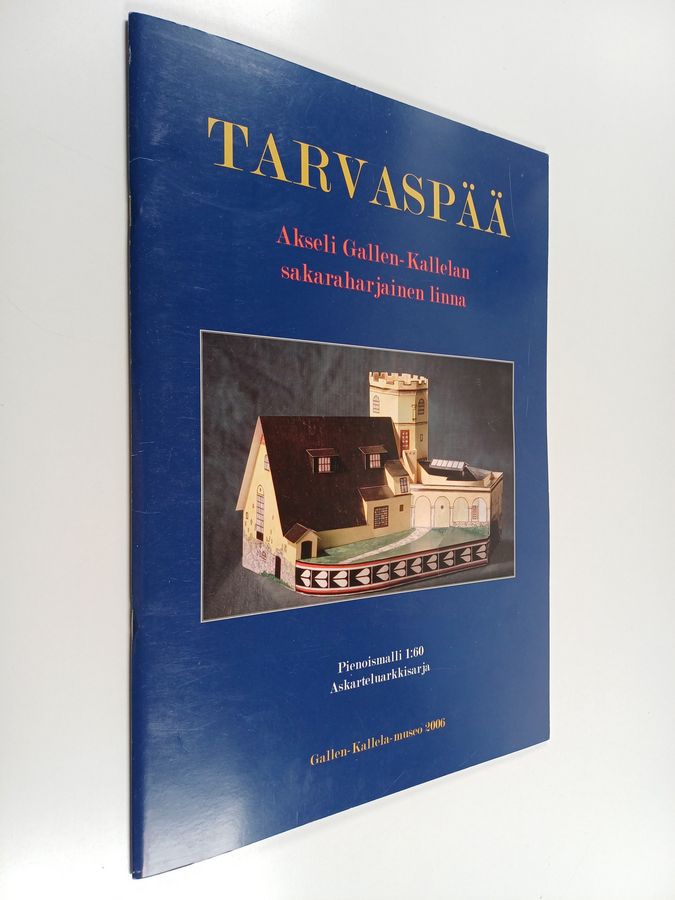 TARVASPÄÄ
Akseli Gallen-Kallelan
sakaraharjainen linna
Pienoismalli 1:60
Askarteluarkkisarja
Gallen-Kallela-museo 2006